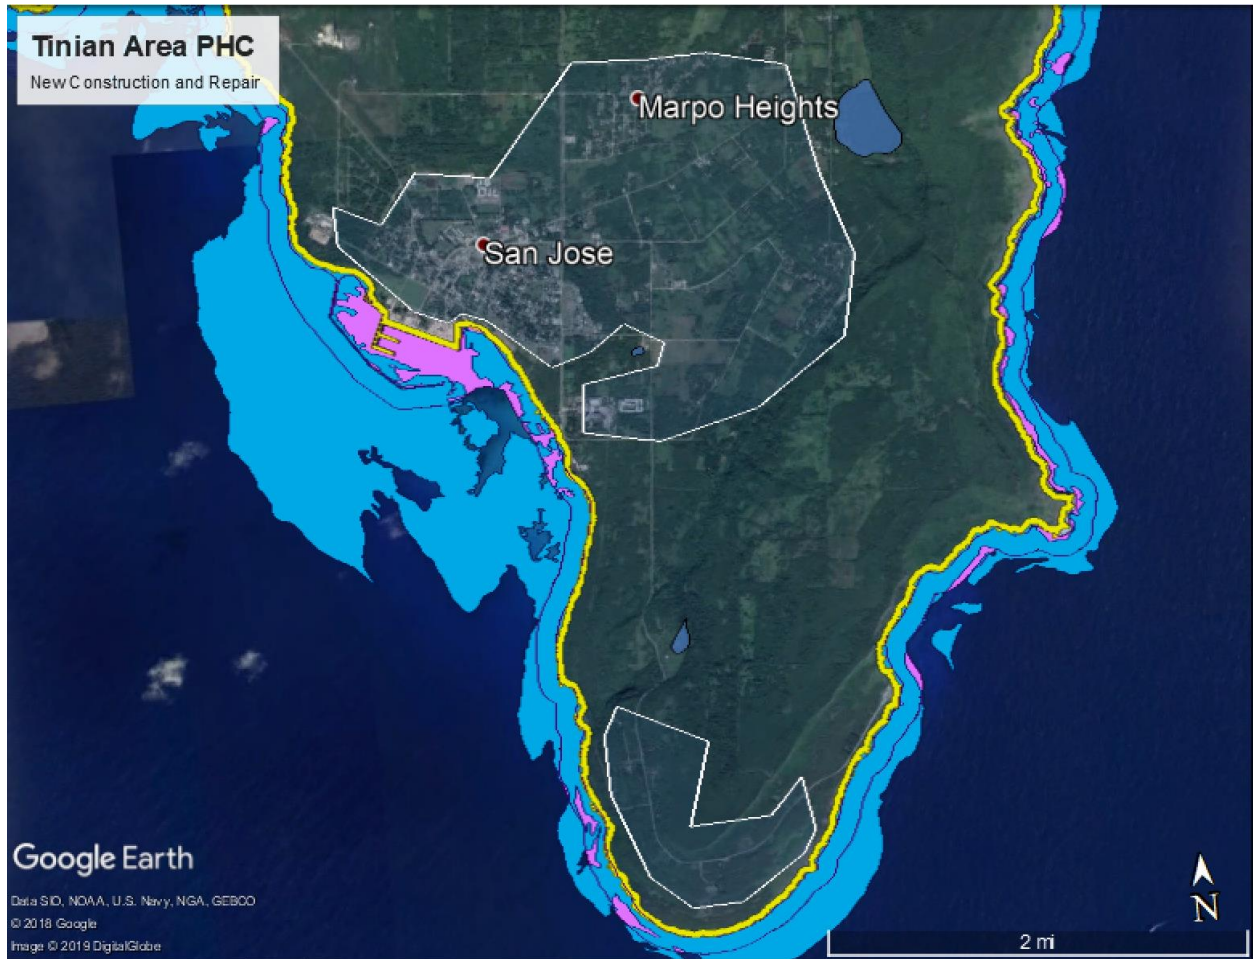 Tinian Area PHC
New Construction and Repair
Marpo Heights
San Jose
Google Earth
Data SIO, NOAA, U.S. Navy, NGA, GEBCO
© 2018 Google
Image © 2019 DigitalGlobe
N
2 mi